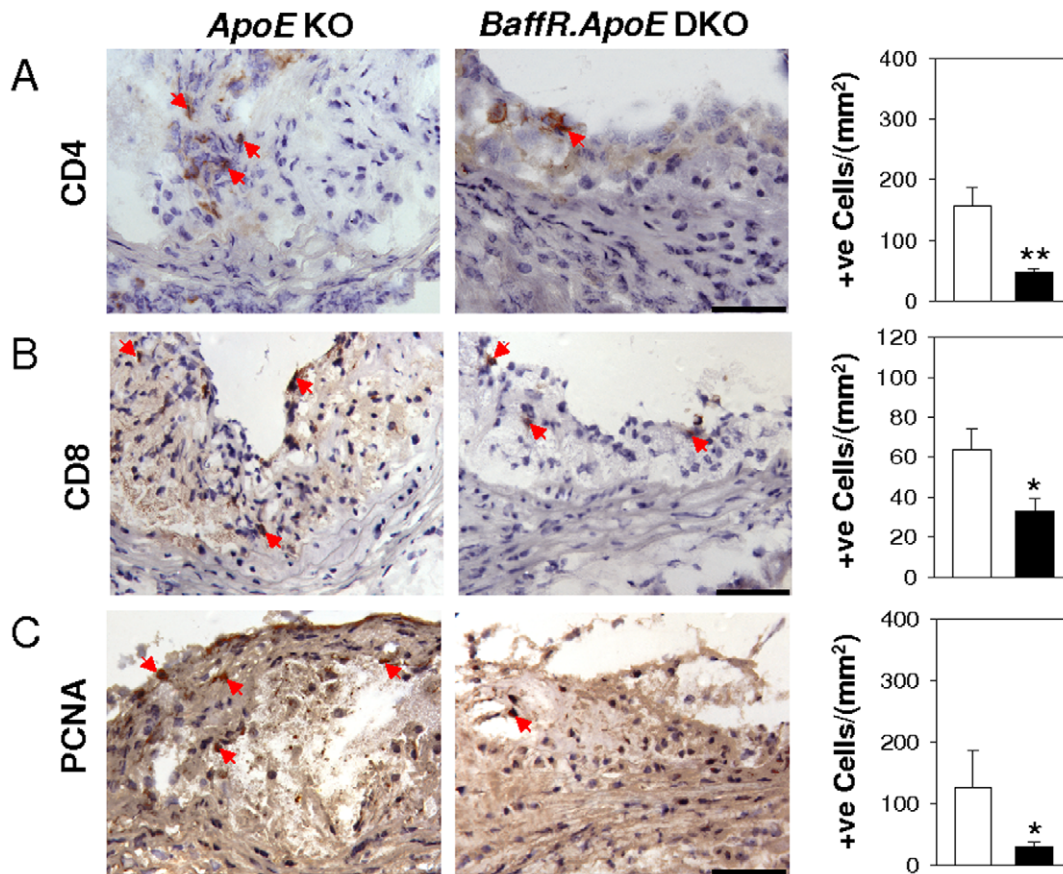 ApoE KO
BaffR.ApoE DKO
A
CD4
+ve Cells/(mm²)
400
300
200
100
0
**
B
CD8
+ve Cells/(mm²)
120
100
80
60
40
20
0
*
C
PCNA
+ve Cells/(mm²)
400
300
200
100
0
*